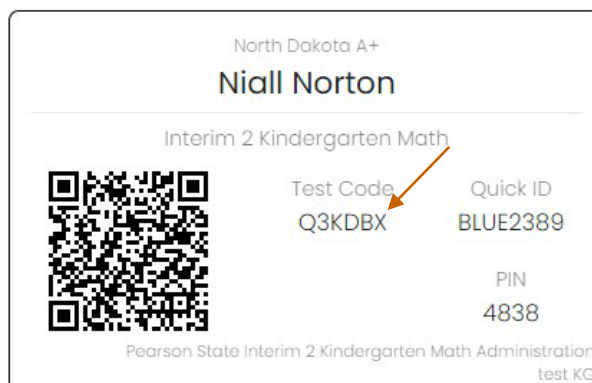 North Dakota A+
Niall Norton
Interim 2 Kindergarten Math
Test Code Quick ID
Q3KDBX BLUE2389
PIN
4838
Pearson State Interim 2 Kindergarten Math Administration
test KG